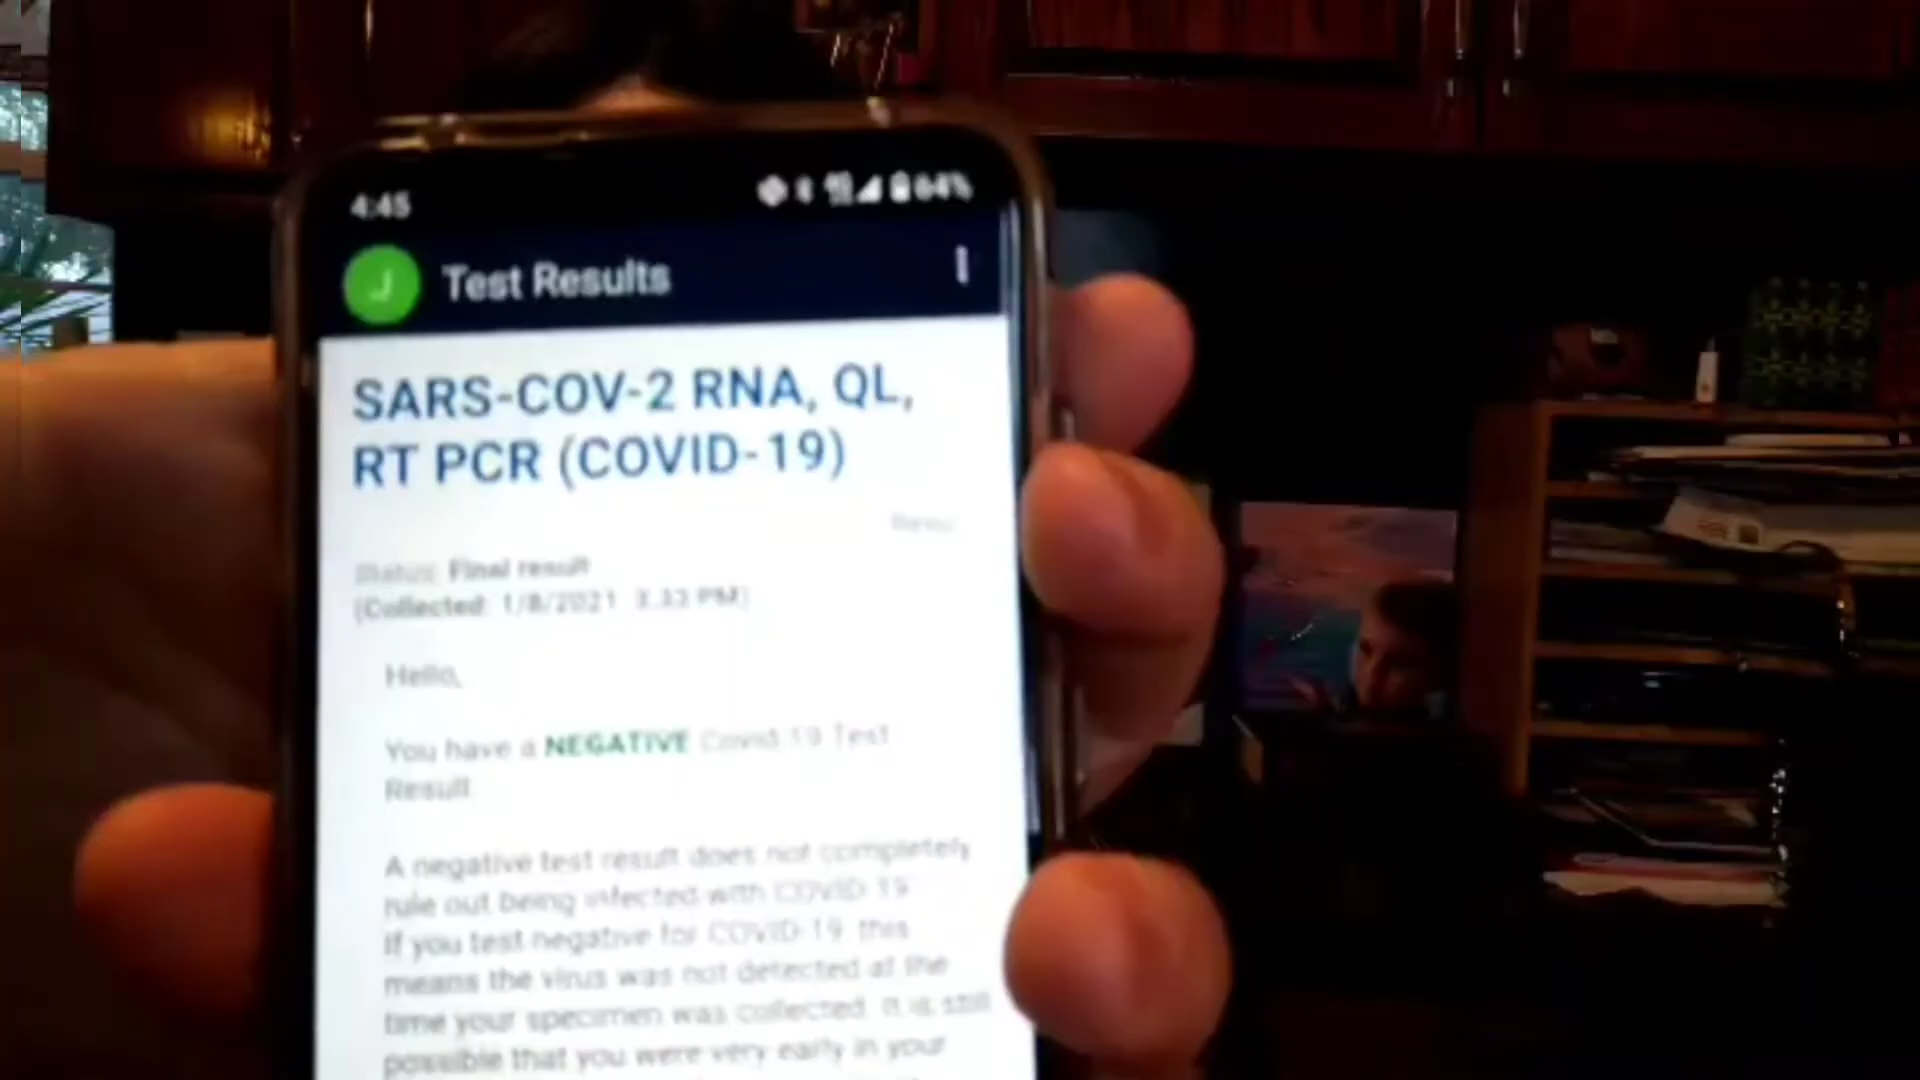 4:45
64%
J
Test Results
SARS-COV-2 RNA, QL,
RT PCR (COVID-19)
Status: Final result
(Collected: 1/8/2021 3:33 PM)
Hello,
You have a NEGATIVE Covid 19 Test
Result
A negative test result does not completely
rule out being infected with COVID 19
If you test negative for COVID-19, this
means the virus was not detected at the
time your specimen was collected. It is still
possible that you were very early in your